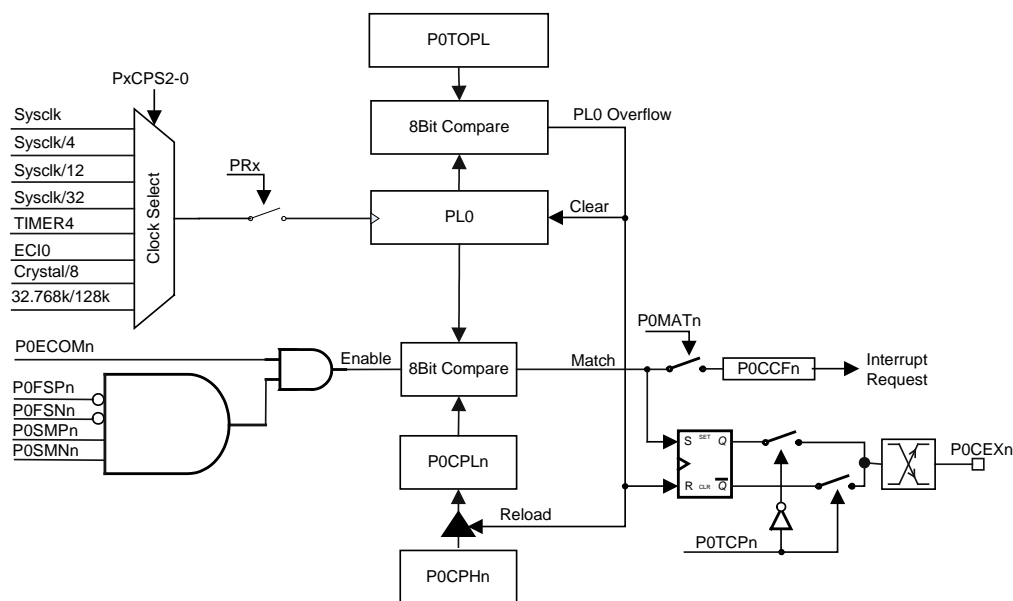 P0TOPL
PxCPS2-0
8Bit Compare
PL0 Overflow
Sysclk
Sysclk/4
Sysclk/12
Sysclk/32
TIMER4
ECI0
Crystal/8
32.768k/128k
Clock Select
PRx
PL0
Clear
P0ECOMn
P0FSPn
P0FSNn
P0SMPn
P0SMNn
Enable
8Bit Compare
Match
P0MATn
P0CCFn
Interrupt
Request
P0CPLn
S SET Q
R CLR Q
P0CEXn
Reload
P0TCPn
P0CPHn